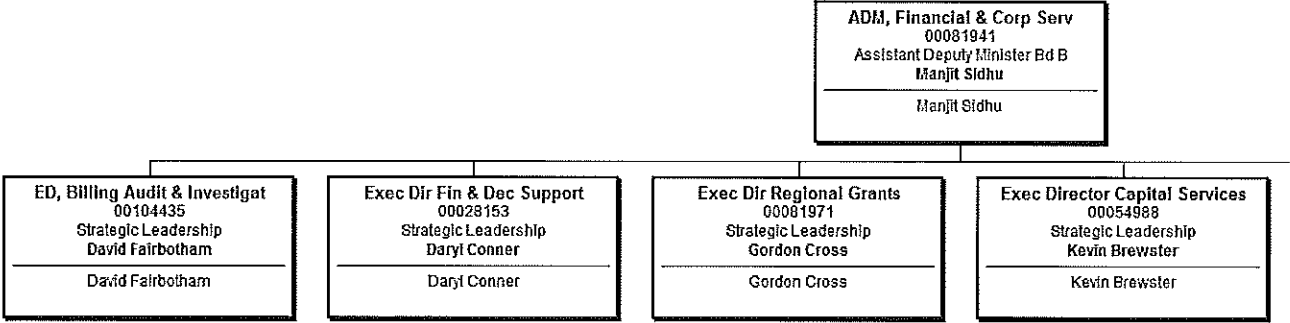 ADM, Financial & Corp Serv
00081941
Assistant Deputy Minister Bd B
Manjit Sidhu
Manjit Sidhu
ED, Billing Audit & Investigat
00104435
Strategic Leadership
David Fairbotham
David Fairbotham
Exec Dir Fin & Dec Support
00028153
Strategic Leadership
Daryl Conner
Daryl Conner
Exec Dir Regional Grants
00081971
Strategic Leadership
Gordon Cross
Gordon Cross
Exec Director Capital Services
00054988
Strategic Leadership
Kevin Brewster
Kevin Brewster